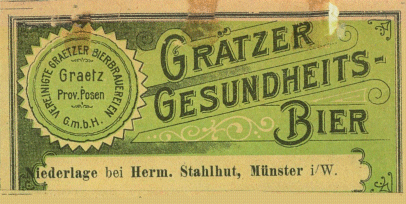 VEREINIGTE GRAETZER BIERBRAUEREIEN
Graetz
Prov. Posen
G.m.b.H.
GRÄTZER
GESUNDHEITS-
BIER
Niederlage bei Herm. Stahlhut, Münster i/W.